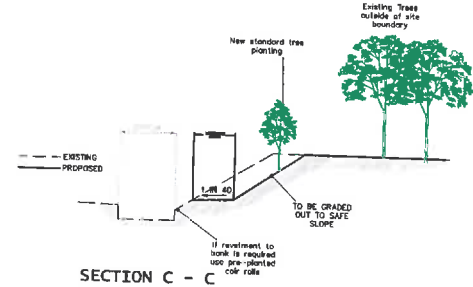 Existing Trees
outside of site
boundary
New standard tree
planting
EXISTING
PROPOSED
1 IN 40
TO BE GRADED
OUT TO SAFE
SLOPE
If revetment to
bank is required
use pre-planted
coir rolls
SECTION C - C